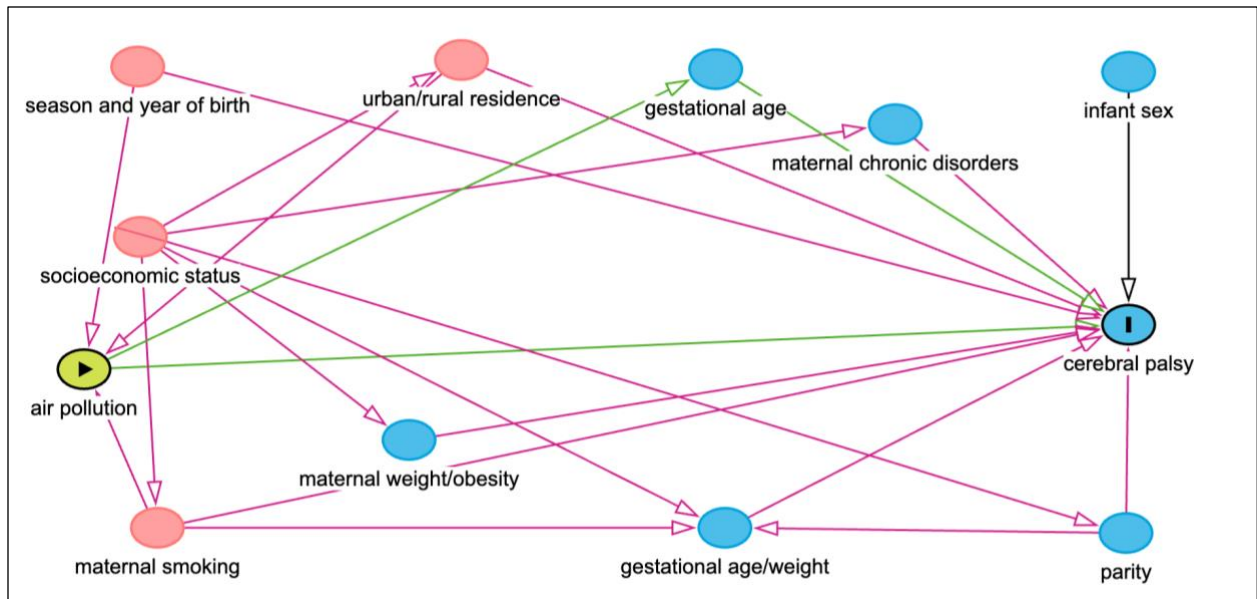 season and year of birth
urban/rural residence
gestational age
infant sex
maternal chronic disorders
socioeconomic status
cerebral palsy
air pollution
maternal weight/obesity
maternal smoking
gestational age/weight
parity